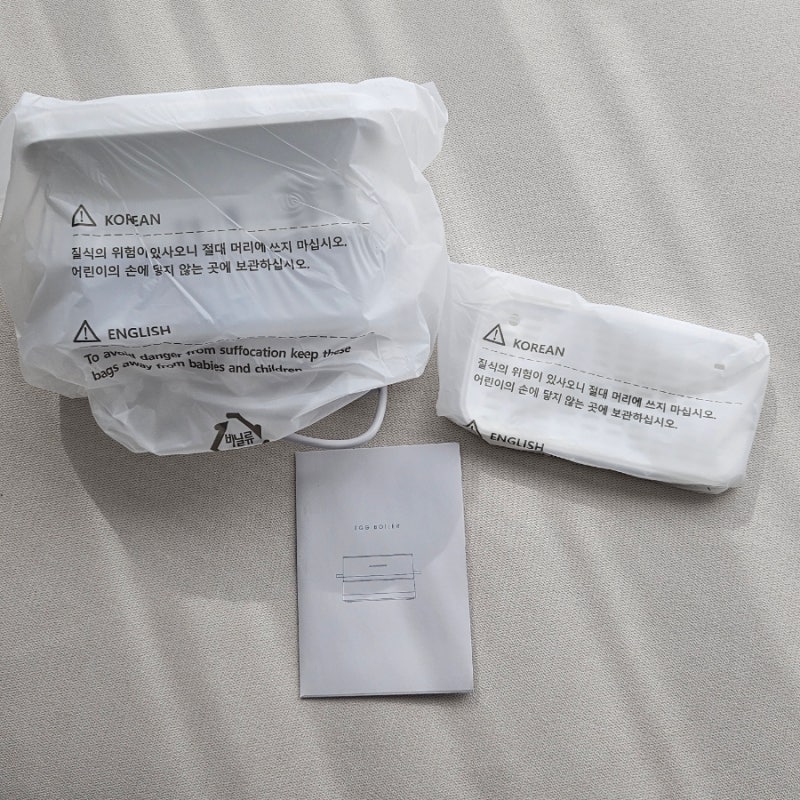 KOREAN
질식의 위험이 있사오니 절대 머리에 쓰지 마십시오.
어린이의 손에 닿지 않는 곳에 보관하십시오.
ENGLISH
To avoid danger from suffocation keep these
bags away from babies and children
비닐류
KOREAN
질식의 위험이 있사오니 절대 머리에 쓰지 마십시오.
어린이의 손에 닿지 않는 곳에 보관하십시오.
ENGLISH
EGG BOILER